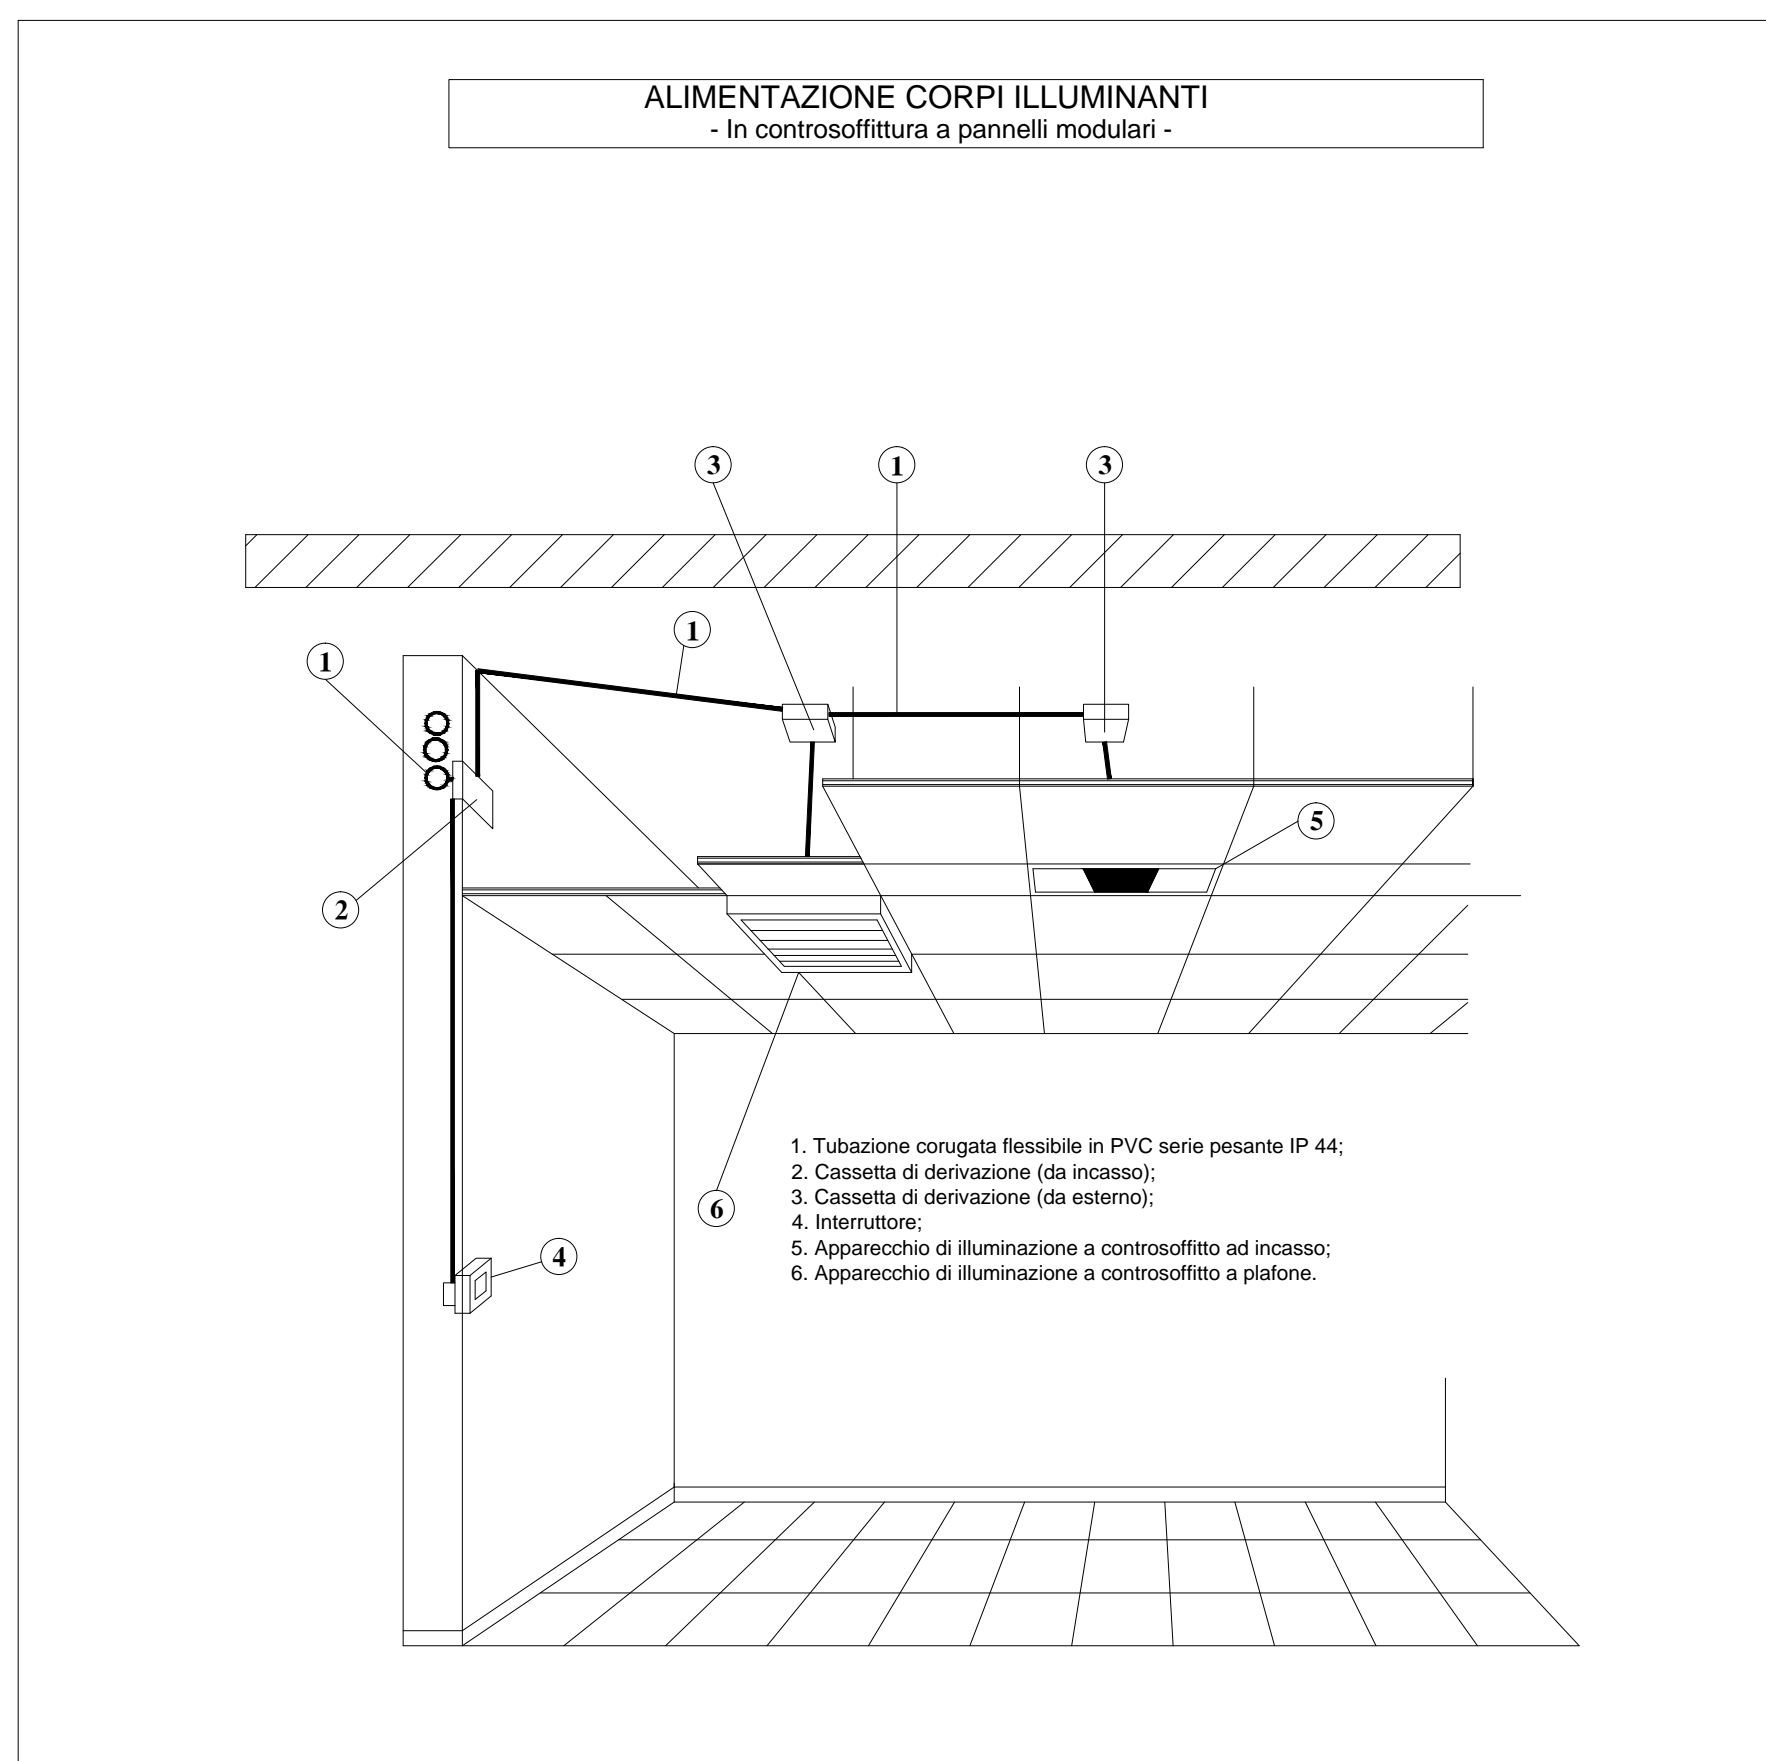 ALIMENTAZIONE CORPI ILLUMINANTI
- In controsoffittura a pannelli modulari -
3 1 3
1
1
5
2
1. Tubazione corugata flessibile in PVC serie pesante IP 44;
2. Cassetta di derivazione (da incasso);
3. Cassetta di derivazione (da esterno);
6
4. Interruttore;
4
5. Apparecchio di illuminazione a controsoffitto ad incasso;
6. Apparecchio di illuminazione a controsoffitto a plafone.